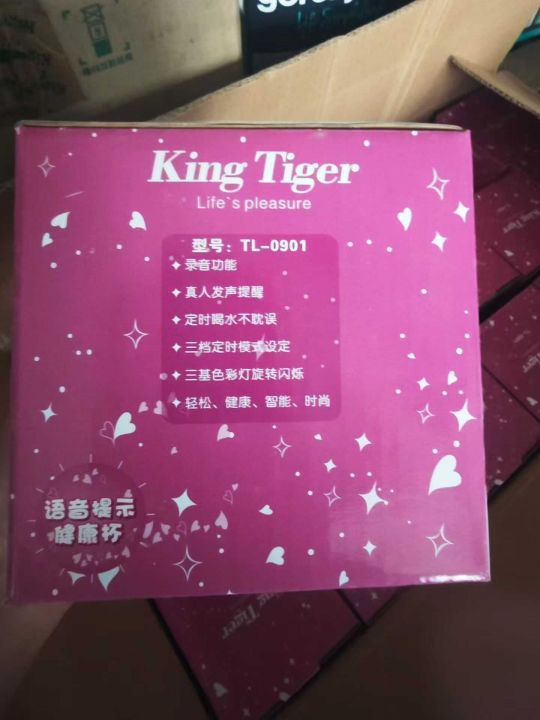 King Tiger
Life`s pleasure
型号：TL-0901
✦录音功能
✦真人发声提醒
✦定时喝水不耽误
✦三档定时模式设定
✦三基色彩灯旋转闪烁
✦轻松、健康、智能、时尚
语音提示
健康杯